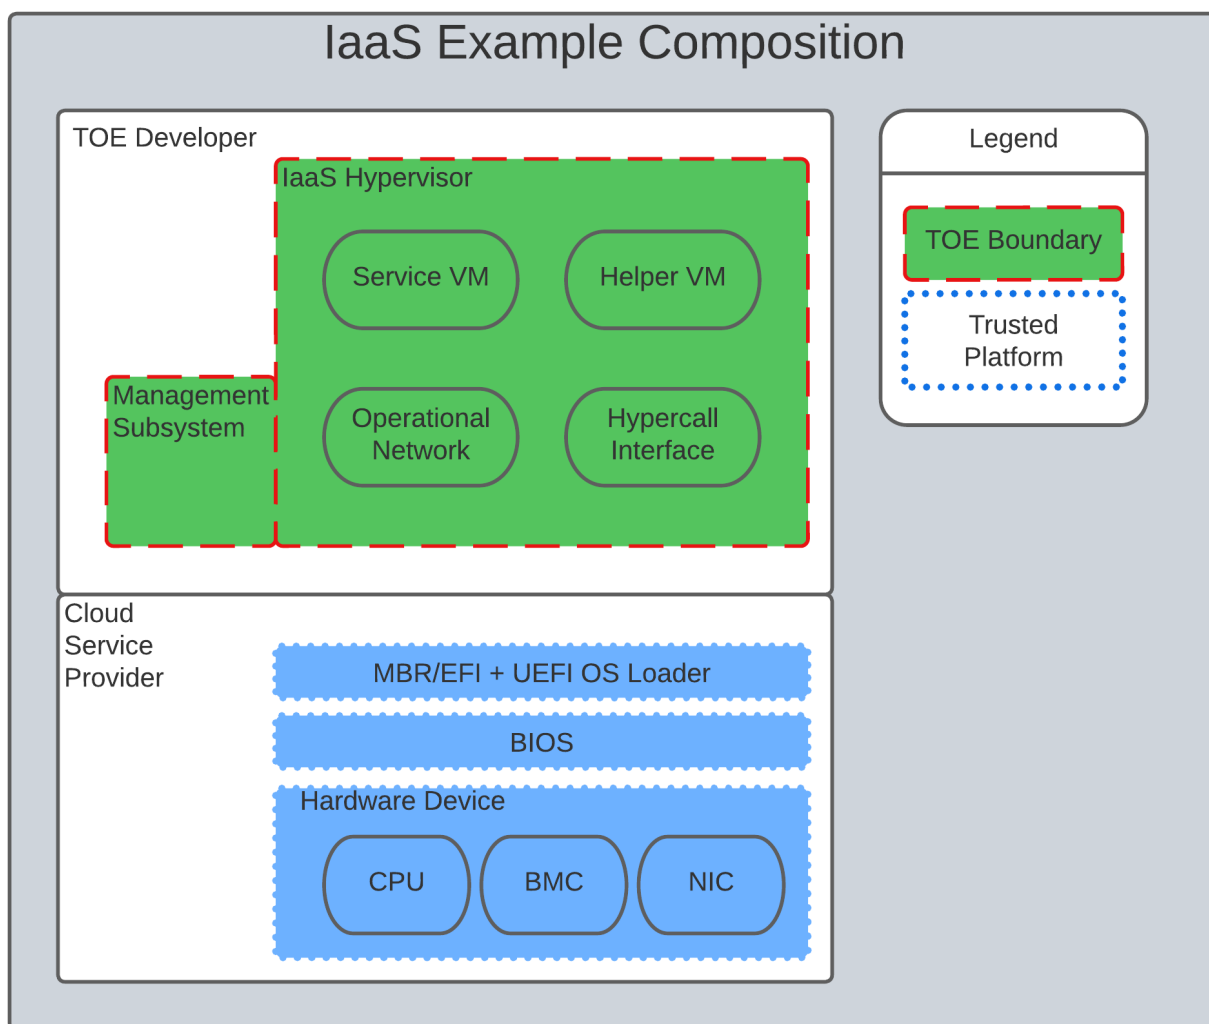 IaaS Example Composition
TOE Developer
IaaS Hypervisor
Service VM
Helper VM
Management
Subsystem
Operational
Network
Hypercall
Interface
Cloud
Service
Provider
MBR/EFI + UEFI OS Loader
BIOS
Hardware Device
CPU
BMC
NIC
Legend
TOE Boundary
Trusted
Platform